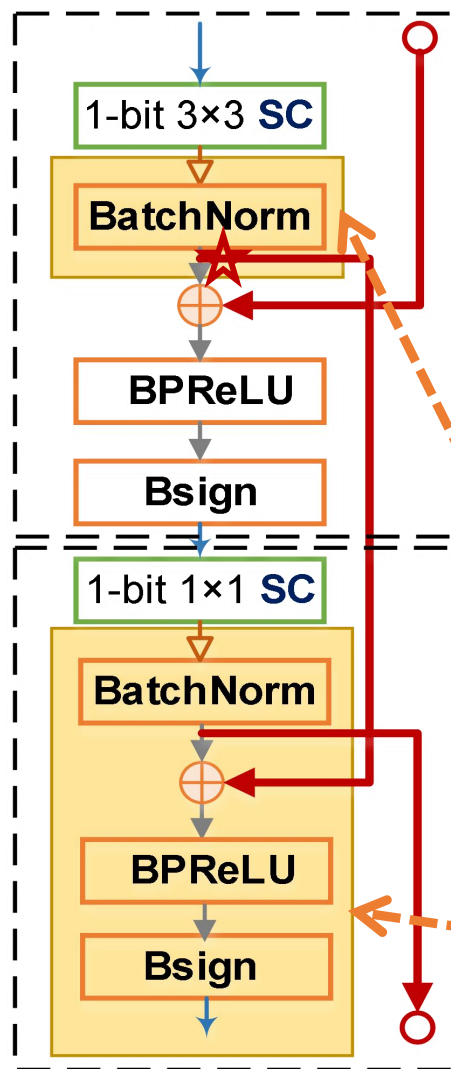 1-bit 3×3 SC
BatchNorm
BPReLU
Bsign
1-bit 1×1 SC
BatchNorm
BPReLU
Bsign